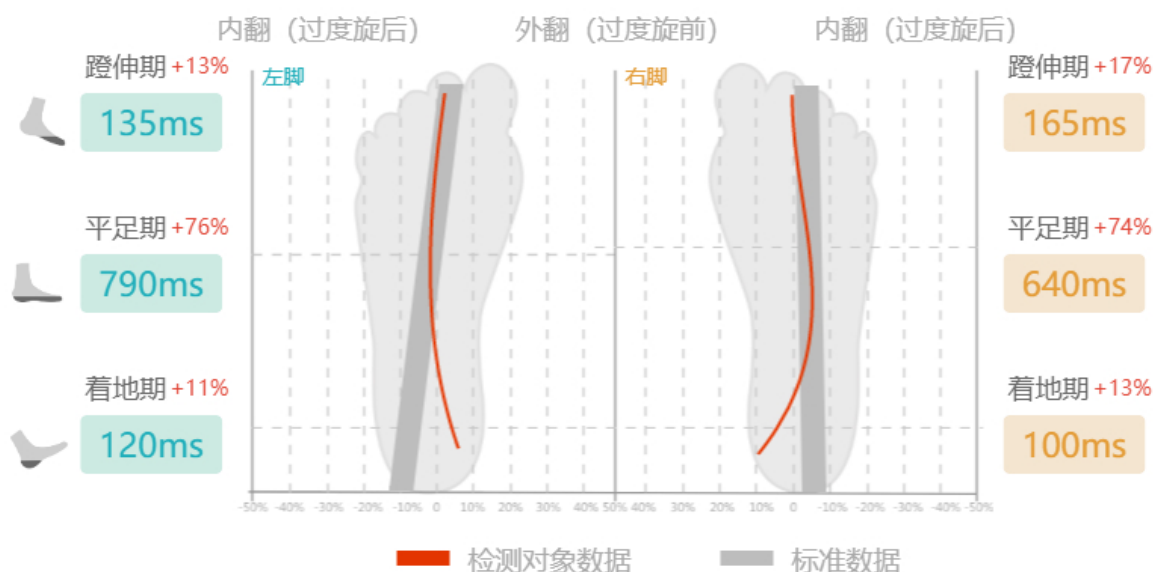 内翻（过度旋后） 外翻（过度旋前） 内翻（过度旋后）
蹬伸期 +13%
135ms
平足期 +76%
790ms
着地期 +11%
120ms
左脚
右脚
蹬伸期 +17%
165ms
平足期 +74%
640ms
着地期 +13%
100ms
-50% -40% -30% -20% -10% 0 10% 20% 30% 40% 50% 40% 30% 20% 10% 0 -10% -20% -30% -40% -50%
检测对象数据 标准数据